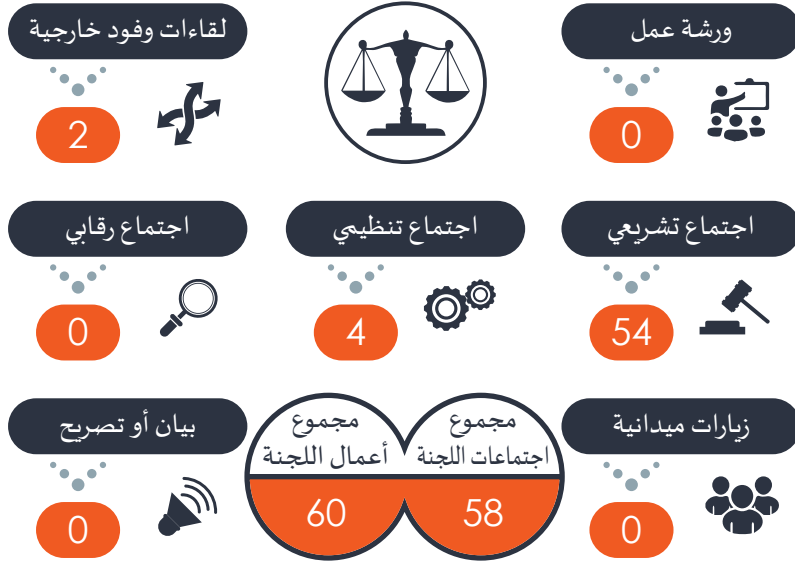 ورشة عمل
0
لقاءات وفود خارجية
2
اجتماع تشريعي
54
اجتماع تنظيمي
4
اجتماع رقابي
0
زيارات ميدانية
0
مجموع
اجتماعات اللجنة
58
مجموع
أعمال اللجنة
60
بيان أو تصريح
0